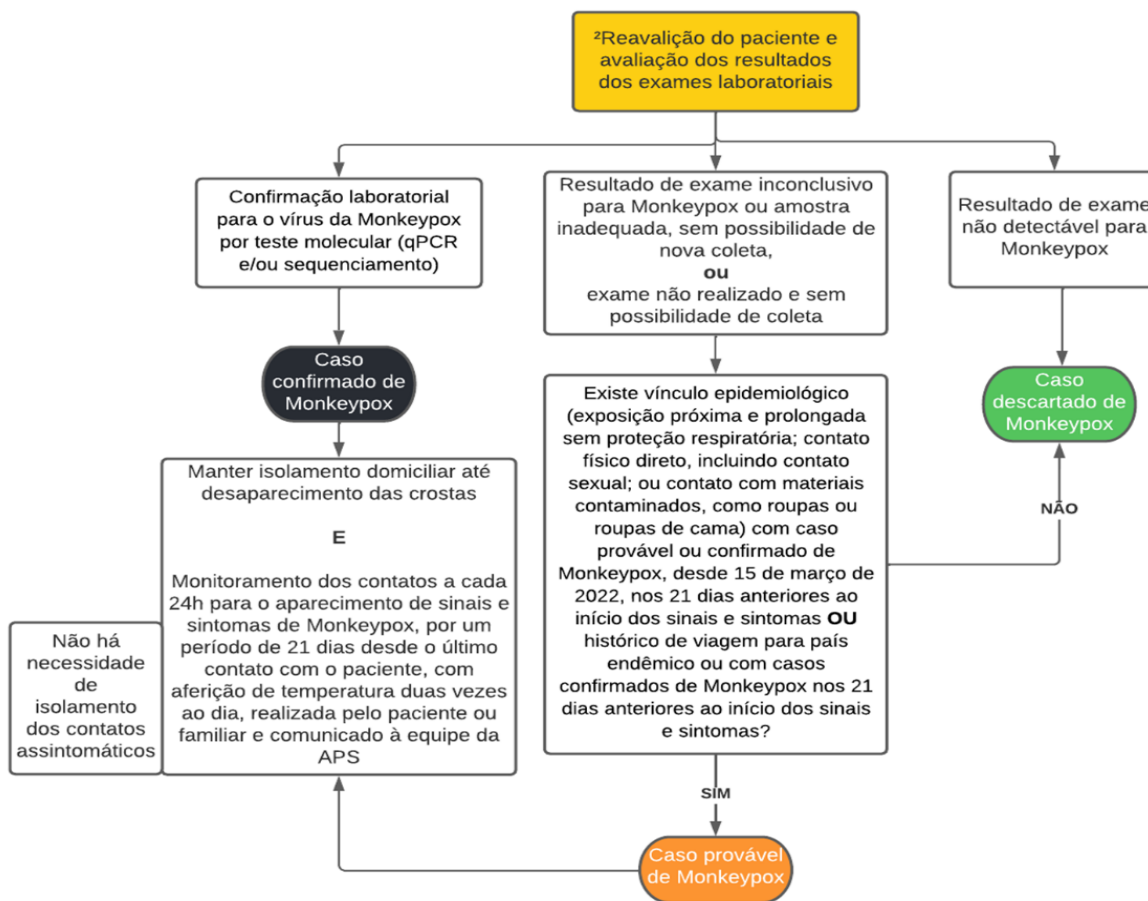 ²Reavalição do paciente e
avaliação dos resultados
dos exames laboratoriais
Confirmação laboratorial
para o vírus da Monkeypox
por teste molecular (qPCR
e/ou sequenciamento)
Resultado de exame inconclusivo
para Monkeypox ou amostra
inadequada, sem possibilidade de
nova coleta,
ou
exame não realizado e sem
possibilidade de coleta
Resultado de exame
não detectável para
Monkeypox
Caso
confirmado de
Monkeypox
Caso
descartado de
Monkeypox
Existe vínculo epidemiológico
(exposição próxima e prolongada
sem proteção respiratória; contato
físico direto, incluindo contato
sexual; ou contato com materiais
contaminados, como roupas ou
roupas de cama) com caso
provável ou confirmado de
Monkeypox, desde 15 de março de
2022, nos 21 dias anteriores ao
início dos sinais e sintomas OU
histórico de viagem para país
endêmico ou com casos
confirmados de Monkeypox nos 21
dias anteriores ao início dos sinais
e sintomas?
NÃO
Manter isolamento domiciliar até
desaparecimento das crostas
E
Monitoramento dos contatos a cada
24h para o aparecimento de sinais e
sintomas de Monkeypox, por um
período de 21 dias desde o último
contato com o paciente, com
aferição de temperatura duas vezes
ao dia, realizada pelo paciente ou
familiar e comunicado à equipe da
APS
Não há
necessidade
de
isolamento
dos contatos
assintomáticos
SIM
Caso provável
de Monkeypox